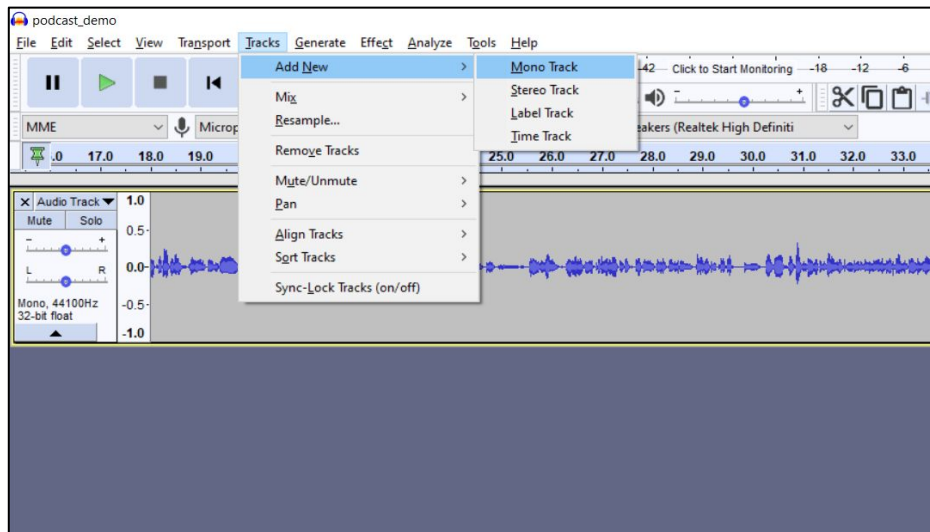 podcast_demo
File Edit Select View Transport Tracks Generate Effect Analyze Tools Help
Add New
Mono Track
Stereo Track
Label Track
Time Track
Mix
Resample...
Remove Tracks
Mute/Unmute
Pan
Align Tracks
Sort Tracks
Sync-Lock Tracks (on/off)
-42 Click to Start Monitoring -18 -12 -6
MME
.0 17.0 18.0 19.0 25.0 26.0 27.0 28.0 29.0 30.0 31.0 32.0 33.0
X Audio Track 1.0
Mute Solo
0.5
- +
0.0
L R
Mono, 44100Hz
-0.5
32-bit float
-1.0
(Realtek High Definiti